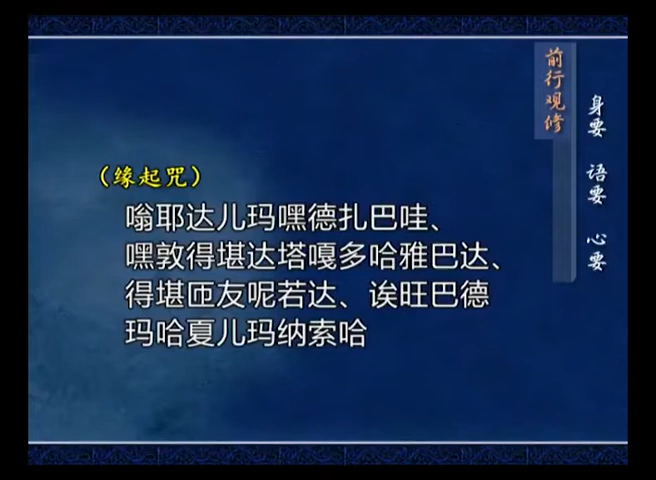 前行观修
身要 语要 心要
（缘起咒）
嗡耶达儿玛嘿德扎巴哇、
嘿敦得堪达塔嘎多哈雅巴达、
得堪匝友呢若达、诶旺巴德
玛哈夏儿玛纳索哈